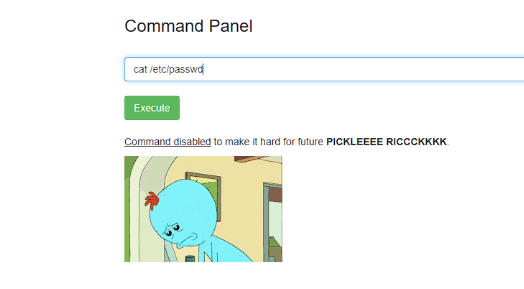 Command Panel
cat /etc/passwd
Execute
Command disabled to make it hard for future PICKLEEEE RICCCKKKK.